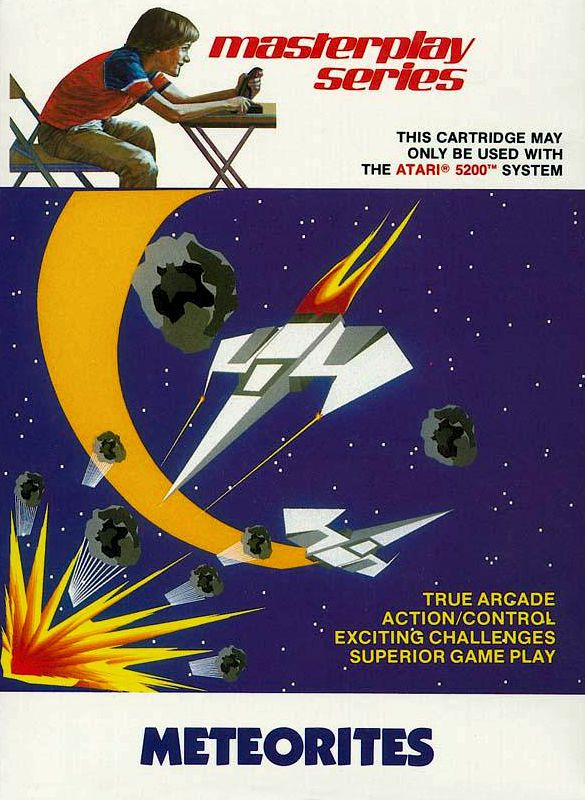 masterplay
series
THIS CARTRIDGE MAY
ONLY BE USED WITH
THE ATARI® 5200™ SYSTEM
TRUE ARCADE
ACTION/CONTROL
EXCITING CHALLENGES
SUPERIOR GAME PLAY
METEORITES